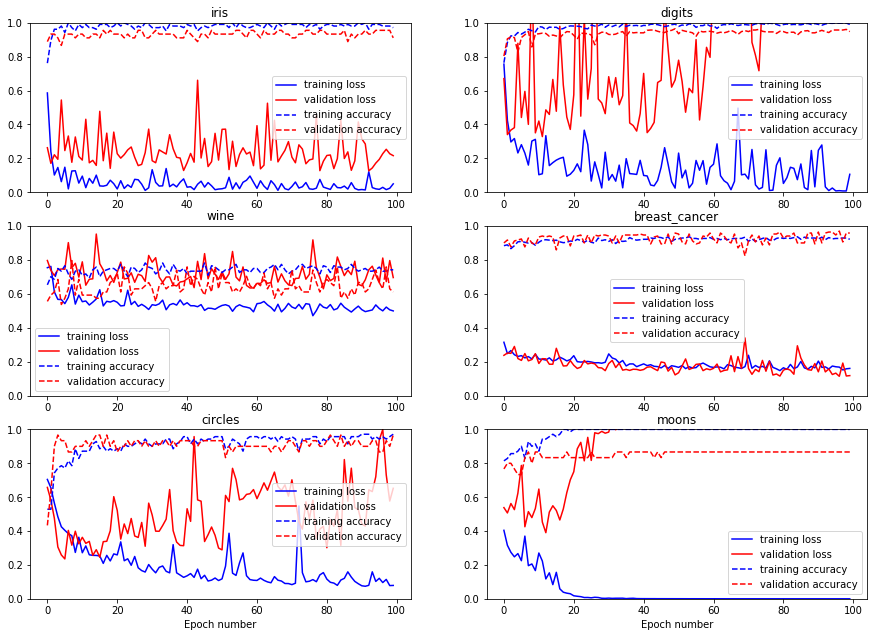 iris
1.0
0.8
0.6
0.4
0.2
0.0
0 20 40 60 80 100
training loss
validation loss
training accuracy
validation accuracy
digits
1.0
0.8
0.6
0.4
0.2
0.0
0 20 40 60 80 100
training loss
validation loss
training accuracy
validation accuracy
wine
1.0
0.8
0.6
0.4
0.2
0.0
0 20 40 60 80 100
training loss
validation loss
training accuracy
validation accuracy
breast_cancer
1.0
0.8
0.6
0.4
0.2
0.0
0 20 40 60 80 100
training loss
validation loss
training accuracy
validation accuracy
circles
1.0
0.8
0.6
0.4
0.2
0.0
0 20 40 60 80 100
Epoch number
training loss
validation loss
training accuracy
validation accuracy
moons
1.0
0.8
0.6
0.4
0.2
0.0
0 20 40 60 80 100
Epoch number
training loss
validation loss
training accuracy
validation accuracy